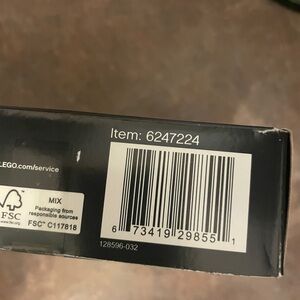 Item: 6247224
LEGO.com/service
MIX
Packaging from
responsible sources
FSC® C117818
FSC
6 73419 29855 1
128596-032